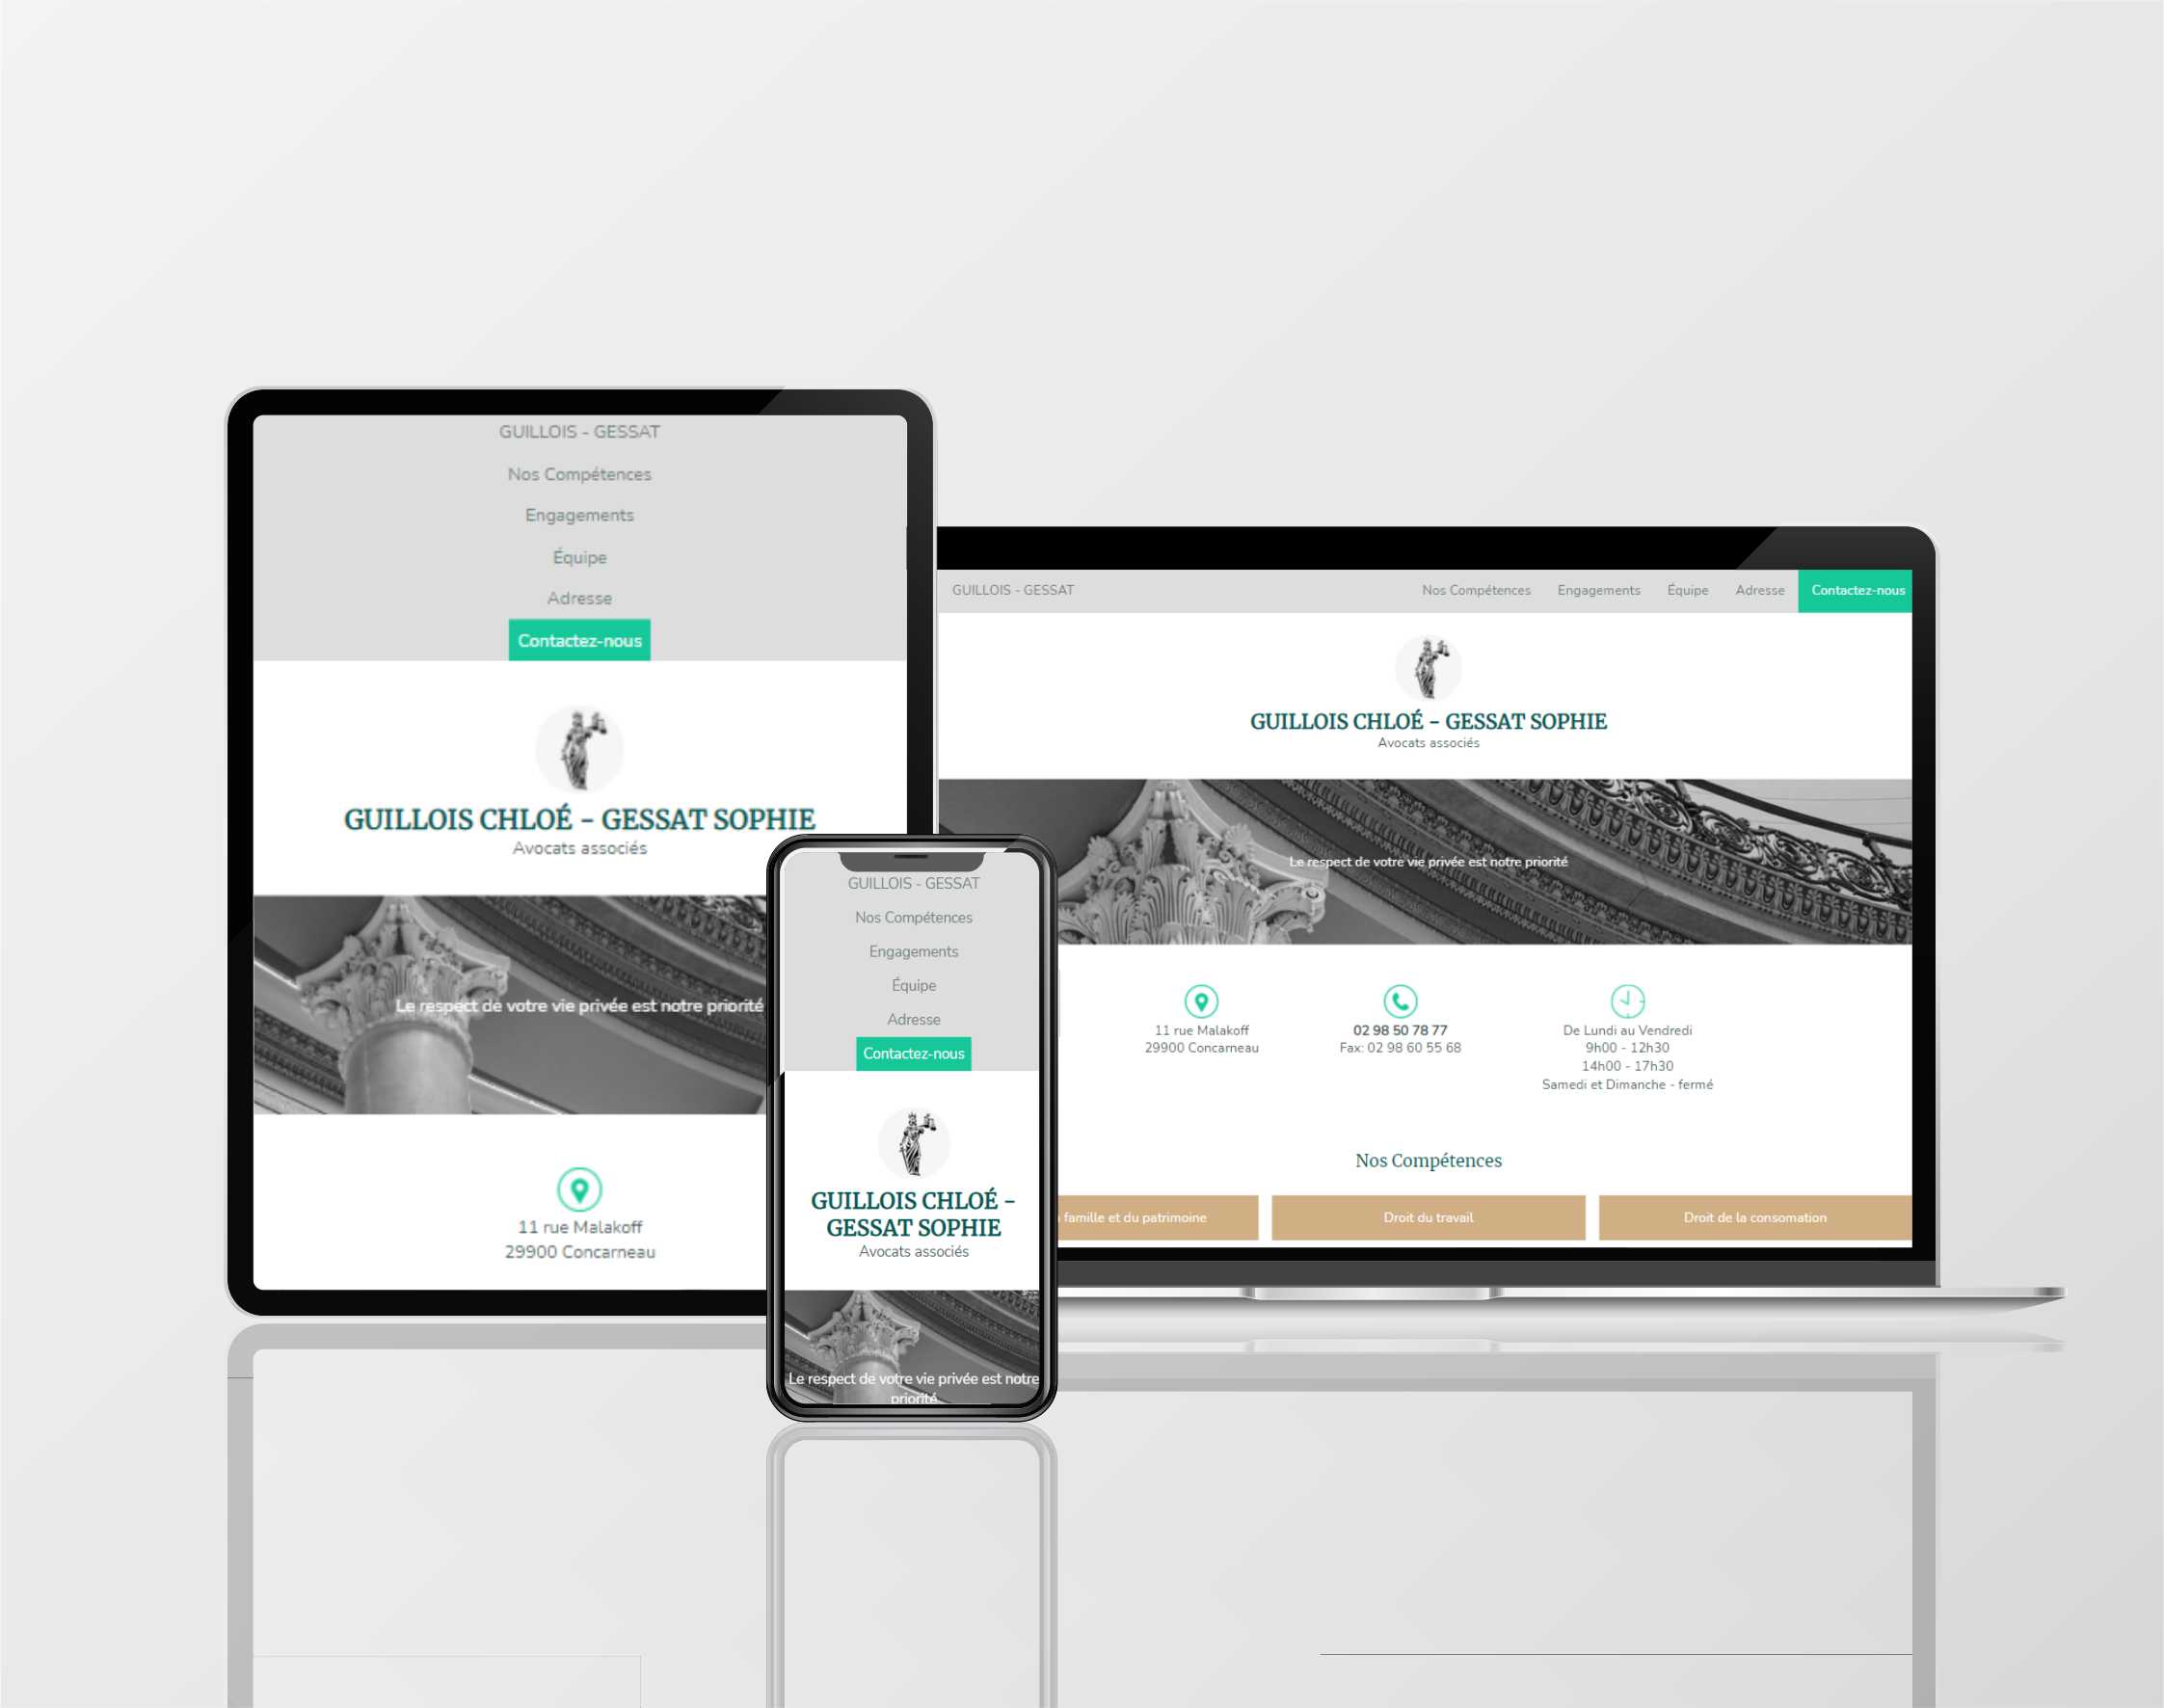 GUILLOIS - GESSAT
Nos Compétences
Engagements
Équipe
Adresse
Contactez-nous
GUILLOIS CHLOÉ - GESSAT SOPHIE
Avocats associés
Le respect de votre vie privée est notre priorité
11 rue Malakoff
29900 Concarneau
GUILLOIS - GESSAT
Nos Compétences
Engagements
Équipe
Adresse
Contactez-nous
GUILLOIS CHLOÉ -
GESSAT SOPHIE
Avocats associés
Le respect de votre vie privée est notre
priorité
GUILLOIS - GESSAT Nos Compétences Engagements Équipe Adresse Contactez-nous
GUILLOIS CHLOÉ - GESSAT SOPHIE
Avocats associés
Le respect de votre vie privée est notre priorité
11 rue Malakoff
29900 Concarneau
02 98 50 78 77
Fax: 02 98 60 55 68
De Lundi au Vendredi
9h00 - 12h30
14h00 - 17h30
Samedi et Dimanche - fermé
Nos Compétences
famille et du patrimoine
Droit du travail
Droit de la consomation